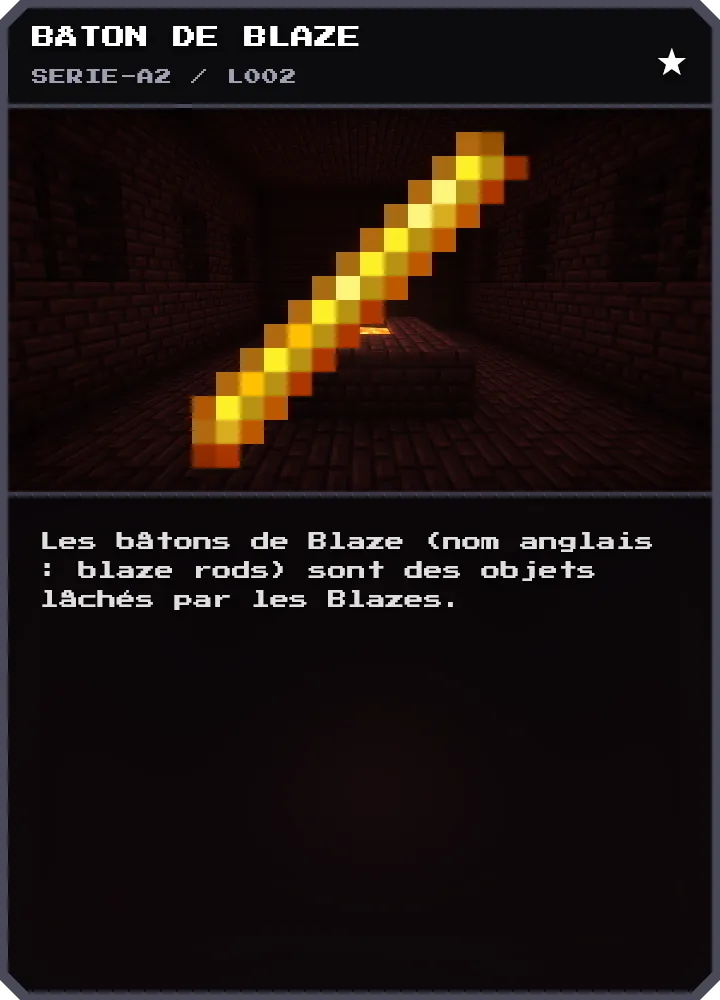 BÂTON DE BLAZE
SERIE-A2 / L002
Les bâtons de Blaze (nom anglais
: blaze rods) sont des objets
lâchés par les Blazes.